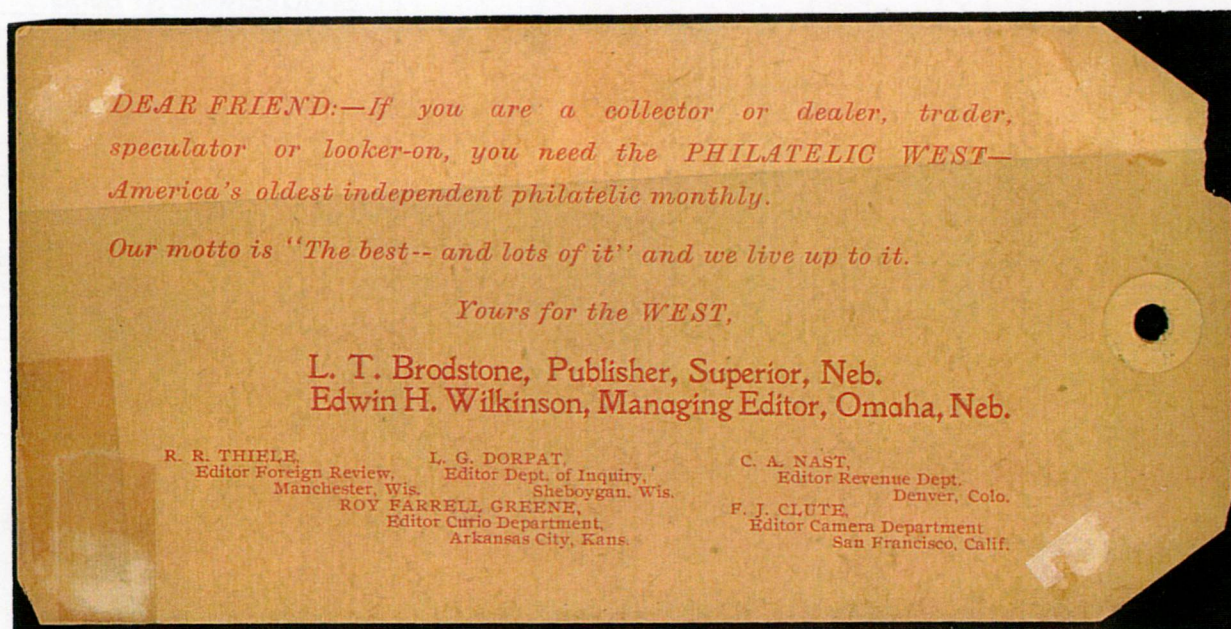 DEAR FRIEND:—If you are a collector or dealer, trader,
speculator or looker-on, you need the PHILATELIC WEST—
America's oldest independent philatelic monthly.
Our motto is "The best-- and lots of it" and we live up to it.
Yours for the WEST,
L. T. Brodstone, Publisher, Superior, Neb.
Edwin H. Wilkinson, Managing Editor, Omaha, Neb.
R. R. THIELE,
Editor Foreign Review,
Manchester, Wis.
L. G. DORPAT,
Editor Dept. of Inquiry,
Sheboygan, Wis.
C. A. NAST,
Editor Revenue Dept.
Denver, Colo.
ROY FARRELL GREENE,
Editor Curio Department,
Arkansas City, Kans.
F. J. CLUTE,
Editor Camera Department
San Francisco, Calif.